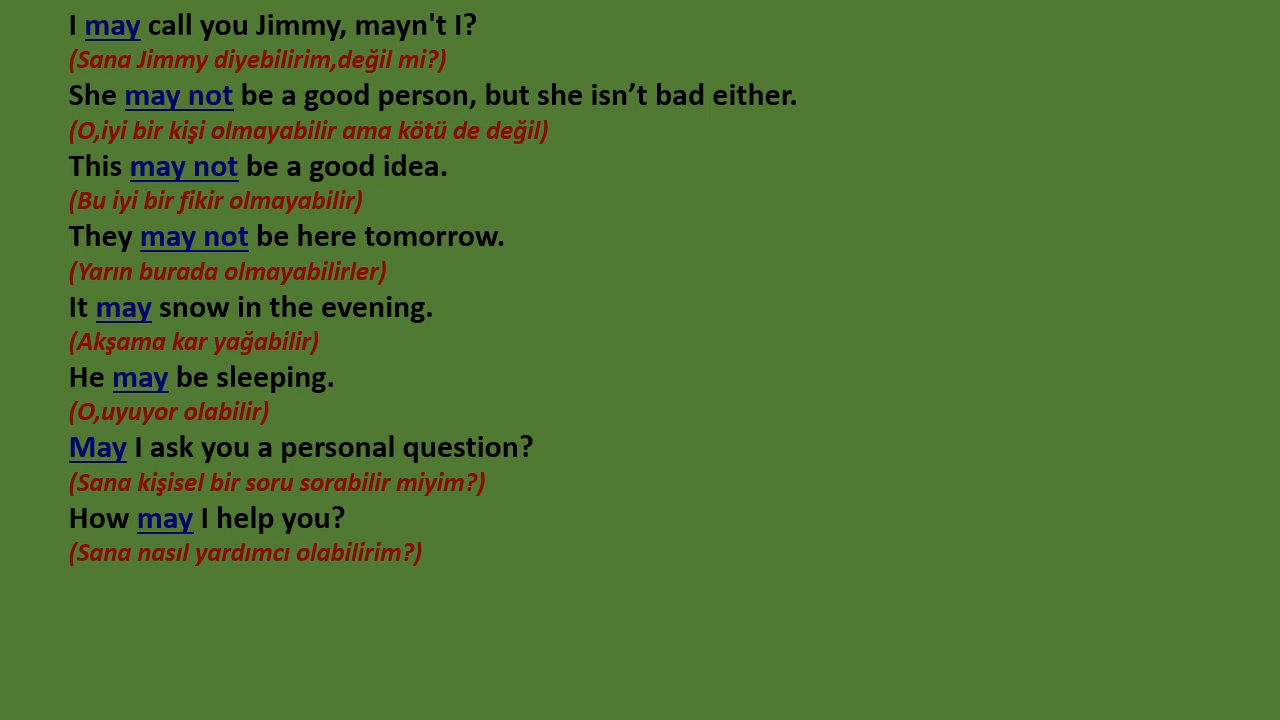 I may call you Jimmy, mayn't I?
(Sana Jimmy diyebilirim,değil mi?)
She may not be a good person, but she isn’t bad either.
(O,iyi bir kişi olmayabilir ama kötü de değil)
This may not be a good idea.
(Bu iyi bir fikir olmayabilir)
They may not be here tomorrow.
(Yarın burada olmayabilirler)
It may snow in the evening.
(Akşama kar yağabilir)
He may be sleeping.
(O,uyuyor olabilir)
May I ask you a personal question?
(Sana kişisel bir soru sorabilir miyim?)
How may I help you?
(Sana nasıl yardımcı olabilirim?)